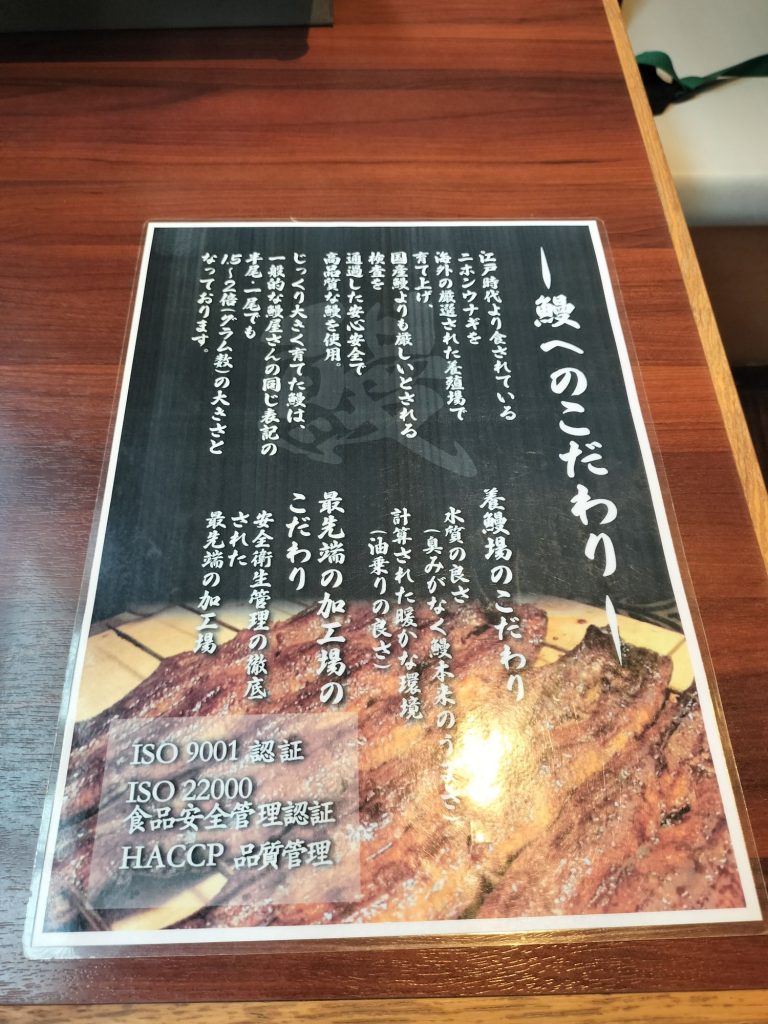 鰻へのこだわり
江戸時代より食されている
ニホンウナギを
海外の厳選された養殖場で
育て上げ、
国産鰻よりも厳しいとされる
検査を
通過した安心安全で
高品質な鰻を使用。
じっくり大きく育てた鰻は、
一般的な鰻屋さんの同じ表記の
半尾・一尾でも
1.5~2倍(グラム数)の大きさと
なっております。
鰻
養鰻場のこだわり
水質の良さ
(臭みがなく鰻本来のうまさ
計算された暖かな環境
(油乗りの良さ)
最先端の加工場の
こだわり
安全衛生管理の徹底
された
最先端の加工場
ISO 9001 認証
ISO 22000
食品安全管理認証
HACCP 品質管理